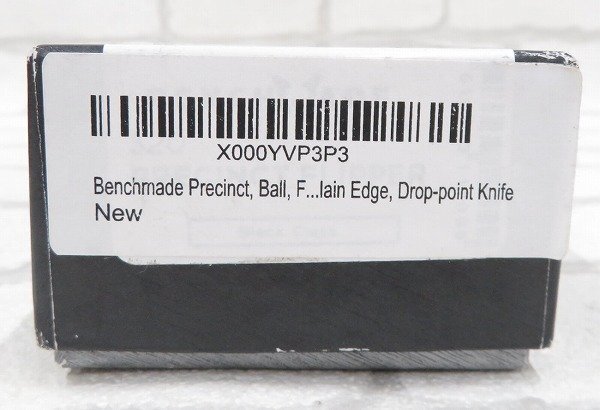 X000YVP3P3
Benchmade Precinct, Ball, F...lain Edge, Drop-point Knife
New